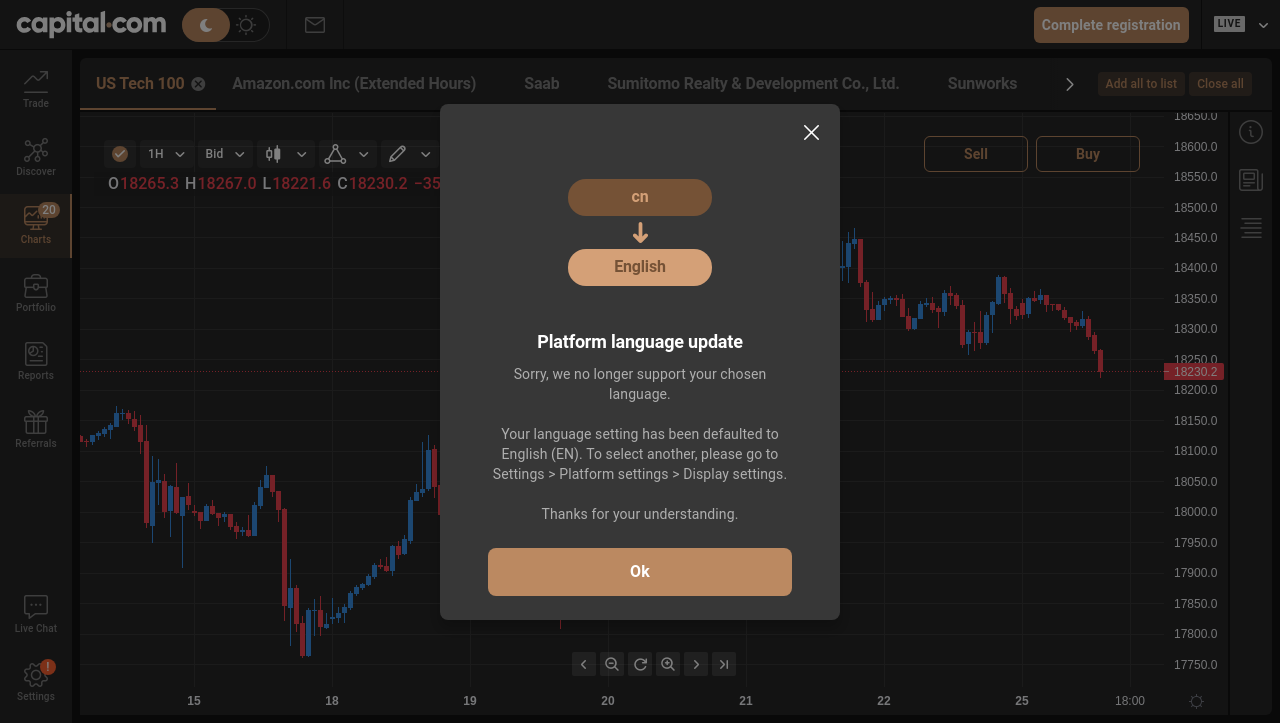 capital.com
Complete registration
LIVE
Trade
Discover
20
Charts
Portfolio
Reports
Referrals
Live Chat
!
Settings
US Tech 100
Amazon.com Inc (Extended Hours)
Saab
Sumitomo Realty & Development Co., Ltd.
Sunworks
Add all to list
Close all
1H
Bid
Sell
Buy
O18265.3 H18267.0 L18221.6 C18230.2 −35
cn
English
Platform language update
Sorry, we no longer support your chosen
language.
Your language setting has been defaulted to
English (EN). To select another, please go to
Settings > Platform settings > Display settings.
Thanks for your understanding.
Ok
18650.0
18600.0
18550.0
18500.0
18450.0
18400.0
18350.0
18300.0
18250.0
18230.2
18200.0
18150.0
18100.0
18050.0
18000.0
17950.0
17900.0
17850.0
17800.0
17750.0
15
18
19
20
21
22
25
18:00